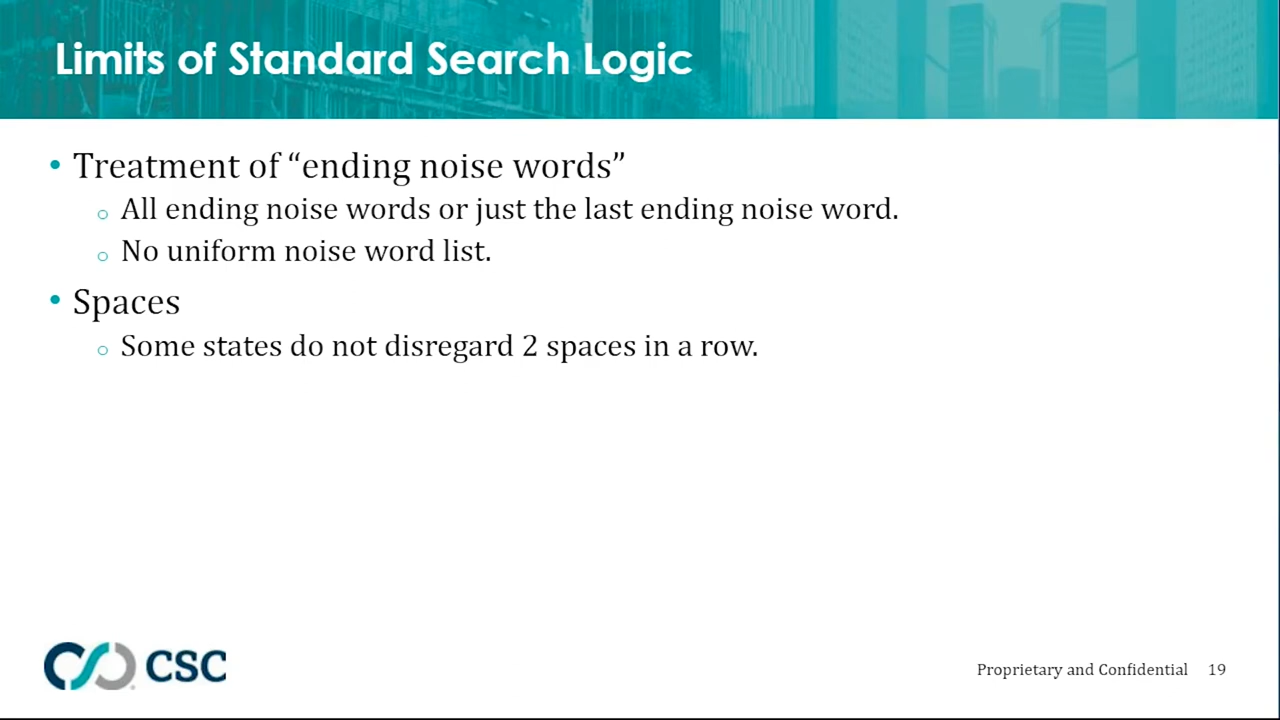 Limits of Standard Search Logic
• Treatment of “ending noise words”
o All ending noise words or just the last ending noise word.
o No uniform noise word list.
• Spaces
o Some states do not disregard 2 spaces in a row.
CSC
Proprietary and Confidential 19